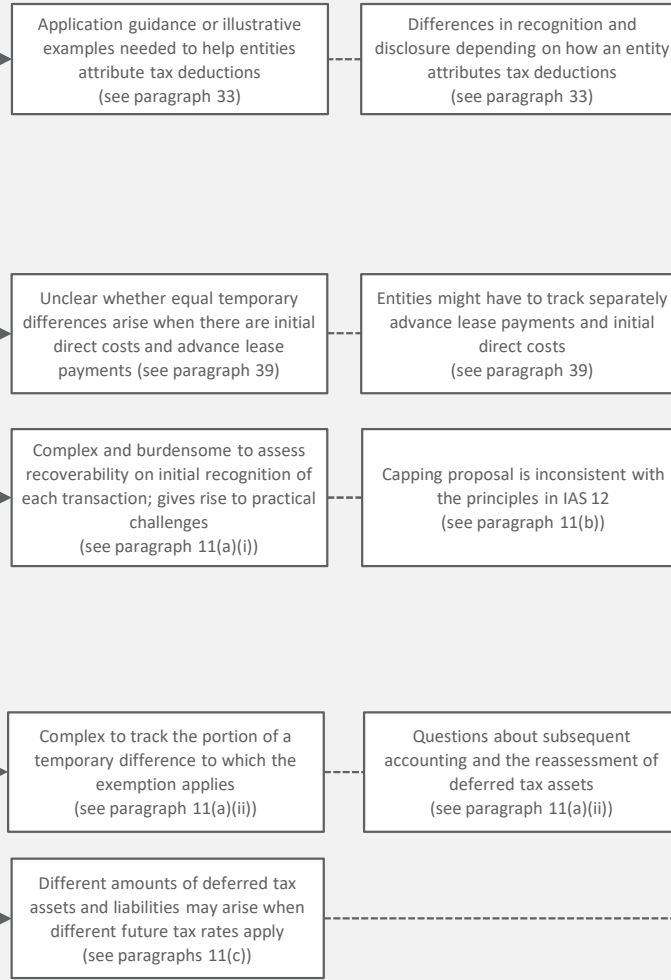 Application guidance or illustrative
examples needed to help entities
attribute tax deductions
(see paragraph 33)
Differences in recognition and
disclosure depending on how an entity
attributes tax deductions
(see paragraph 33)
Unclear whether equal temporary
differences arise when there are initial
direct costs and advance lease
payments (see paragraph 39)
Entities might have to track separately
advance lease payments and initial
direct costs
(see paragraph 39)
Complex and burdensome to assess
recoverability on initial recognition of
each transaction; gives rise to practical
challenges
(see paragraph 11(a)(i))
Capping proposal is inconsistent with
the principles in IAS 12
(see paragraph 11(b))
Complex to track the portion of a
temporary difference to which the
exemption applies
(see paragraph 11(a)(ii))
Questions about subsequent
accounting and the reassessment of
deferred tax assets
(see paragraph 11(a)(ii))
Different amounts of deferred tax
assets and liabilities may arise when
different future tax rates apply
(see paragraphs 11(c))